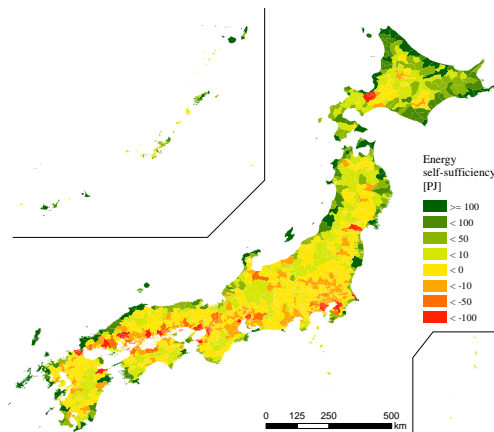 Energy
self-sufficiency
[PJ]
>= 100
< 100
< 50
< 10
< 0
< -10
< -50
< -100
0 125 250 500
km